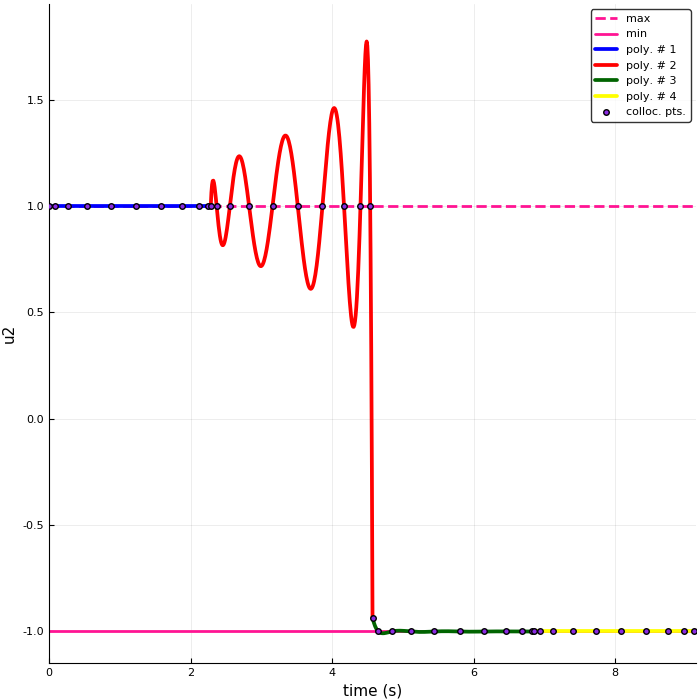 max
min
poly. # 1
poly. # 2
poly. # 3
poly. # 4
colloc. pts.
1.5
1.0
0.5
0.0
-0.5
-1.0
u2
0 2 4 6 8
time (s)